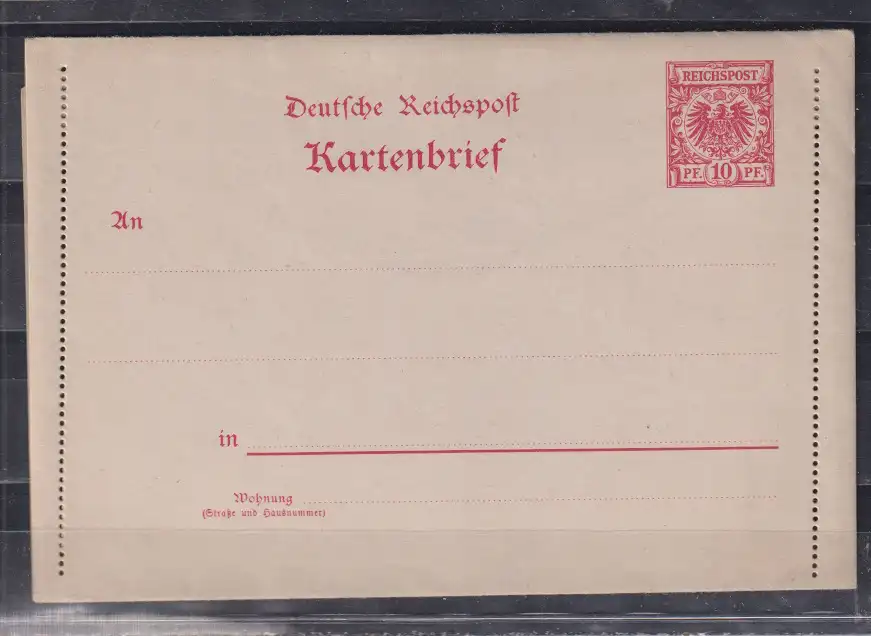 REICHSPOST
PF. 10 PF.
Deutsche Reichspost
Kartenbrief
An
in
Wohnung
(Straße und Hausnummer)